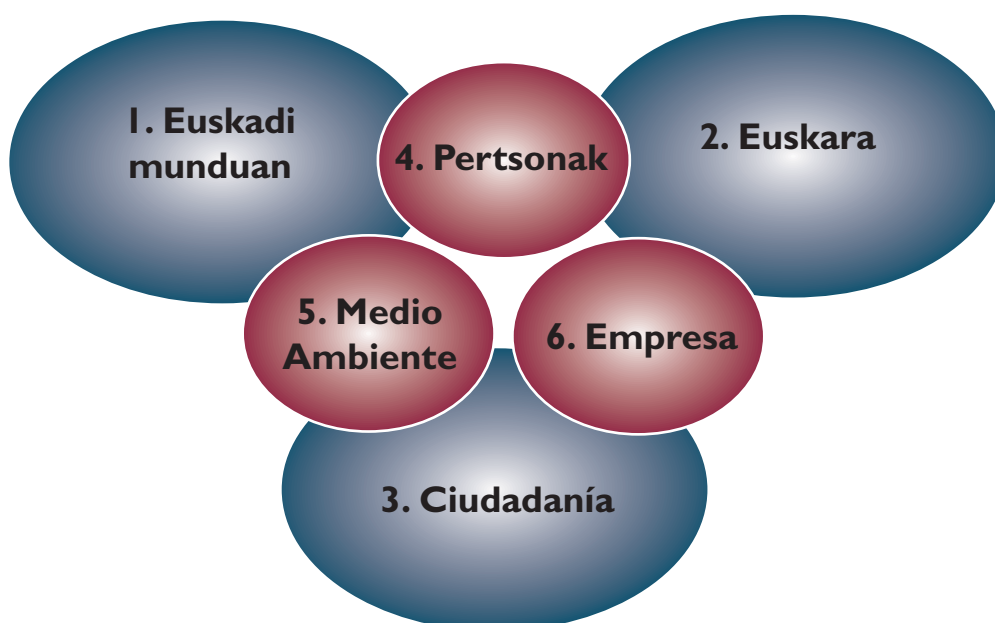 1. Euskadi
munduan
2. Euskara
4. Pertsonak
5. Medio
Ambiente
6. Empresa
3. Ciudadanía